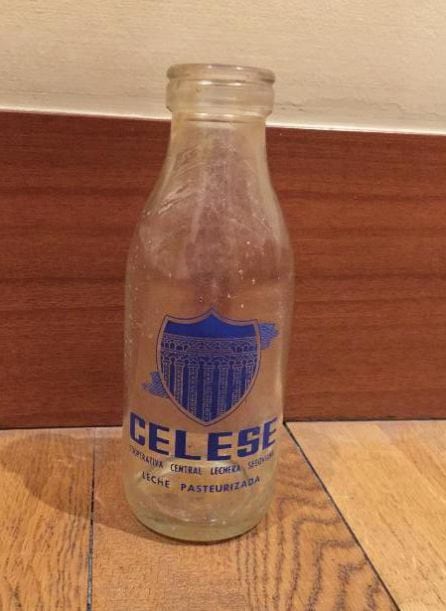 CELESE
COOPERATIVA CENTRAL LECHERA SEGOVIANA
LECHE PASTEURIZADA